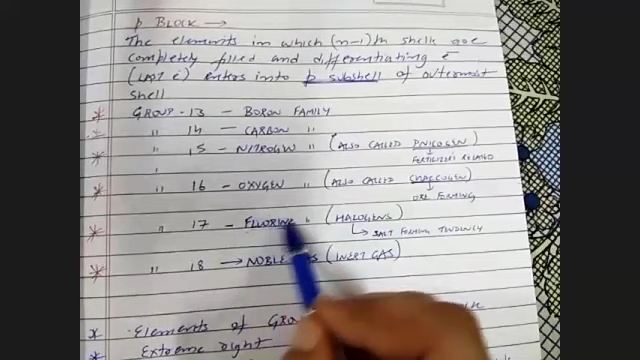 p BLOCK →
The elements in which (n-1)th shell are
completely filled and differentiating e⁻
(LAST e⁻) enters into p subshell of outermost
shell
* GROUP-13 - BORON FAMILY
" 14 - CARBON "
* " 15 - NITROGEN " (ALSO CALLED PNICOGEN)
FERTILIZER RELATED
* " 16 - OXYGEN " (ALSO CALLED CHALCOGEN)
ORE FORMING
* " 17 - FLUORINE " (HALOGENS)
SALT FORMING TENDENCY
* " 18 → NOBLE (INERT GAS)
* Elements of
* Extreme right